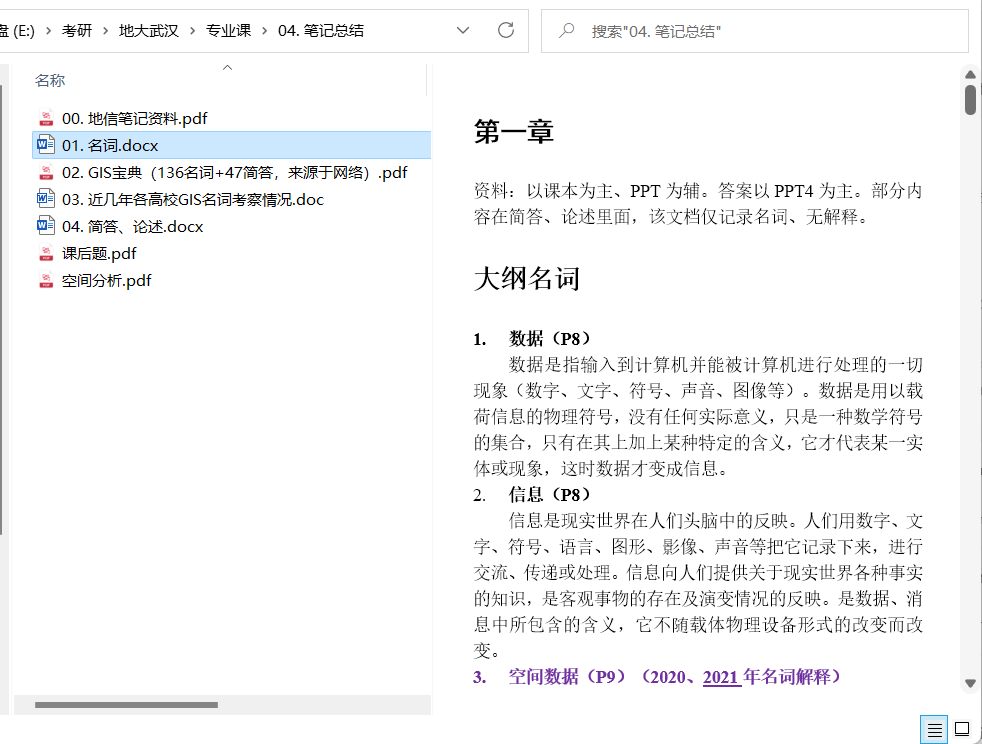 盘 (E:) > 考研 > 地大武汉 > 专业课 > 04. 笔记总结
搜索"04. 笔记总结"
名称
00. 地信笔记资料.pdf
01. 名词.docx
02. GIS宝典（136名词+47简答，来源于网络）.pdf
03. 近几年各高校GIS名词考察情况.doc
04. 简答、论述.docx
课后题.pdf
空间分析.pdf
第一章
资料：以课本为主、PPT 为辅。答案以 PPT4 为主。部分内
容在简答、论述里面，该文档仅记录名词、无解释。
大纲名词
1. 数据（P8）
数据是指输入到计算机并能被计算机进行处理的一切
现象（数字、文字、符号、声音、图像等）。数据是用以载
荷信息的物理符号，没有任何实际意义，只是一种数学符号
的集合，只有在其上加上某种特定的含义，它才代表某一实
体或现象，这时数据才变成信息。
2. 信息（P8）
信息是现实世界在人们头脑中的反映。人们用数字、文
字、符号、语言、图形、影像、声音等把它记录下来，进行
交流、传递或处理。信息向人们提供关于现实世界各种事实
的知识，是客观事物的存在及演变情况的反映。是数据、消
息中所包含的含义，它不随载体物理设备形式的改变而改
变。
3. 空间数据（P9）（2020、2021 年名词解释）